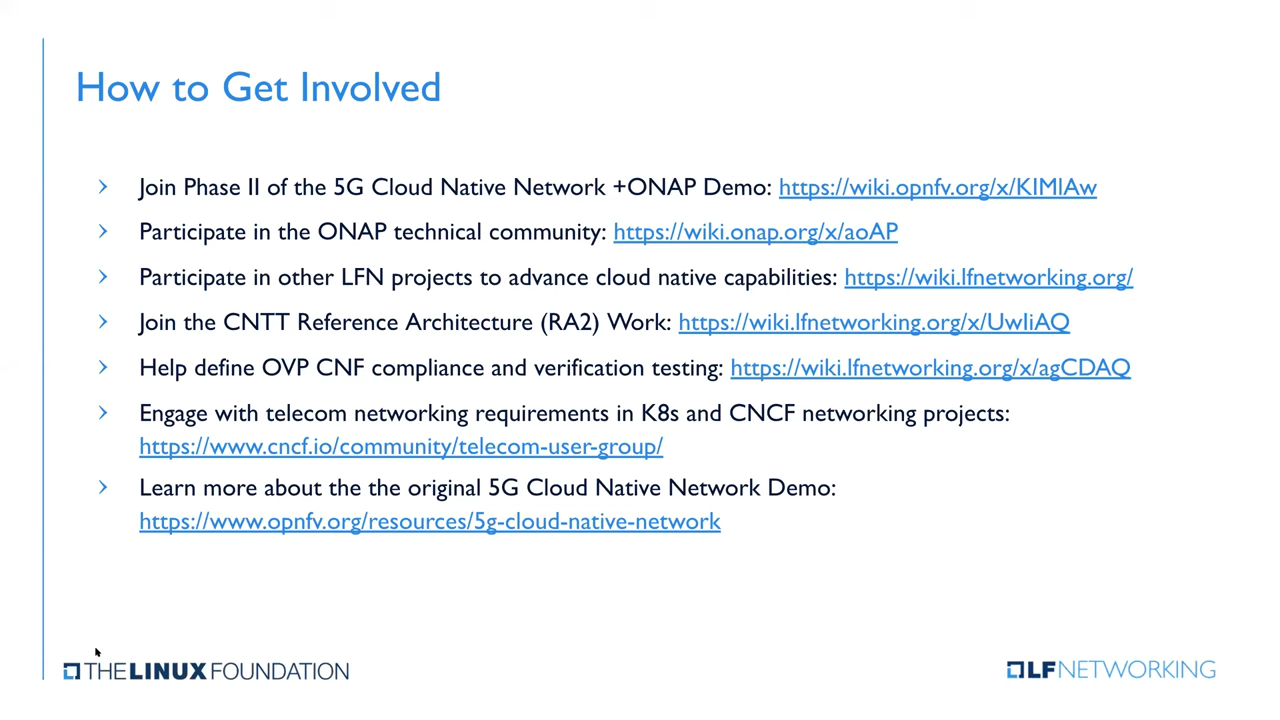 How to Get Involved
Join Phase II of the 5G Cloud Native Network +ONAP Demo: https://wiki.opnfv.org/x/KIMlAw
Participate in the ONAP technical community: https://wiki.onap.org/x/aoAP
Participate in other LFN projects to advance cloud native capabilities: https://wiki.lfnetworking.org/
Join the CNTT Reference Architecture (RA2) Work: https://wiki.lfnetworking.org/x/UwIiAQ
Help define OVP CNF compliance and verification testing: https://wiki.lfnetworking.org/x/agCDAQ
Engage with telecom networking requirements in K8s and CNCF networking projects:
https://www.cncf.io/community/telecom-user-group/
Learn more about the the original 5G Cloud Native Network Demo:
https://www.opnfv.org/resources/5g-cloud-native-network
THE LINUX FOUNDATION
LF NETWORKING